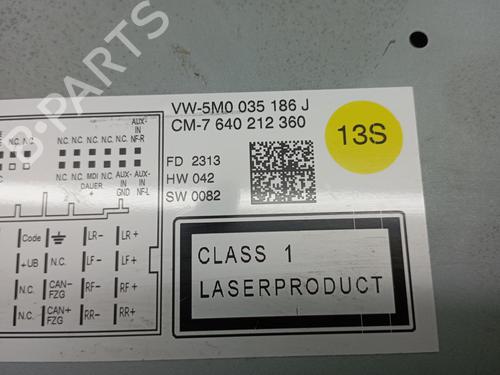 VW-5M0 035 186 J
CM-7 640 212 360
13S
FD 2313
HW 042
SW 0082
CLASS 1
LASERPRODUCT
N.C. N.C. N.C. AUX-IN NF-R
N.C. N.C. MDI DAUER + AUX-IN GND AUX-IN NF-L
Code LR- LR+
+UB N.C. LF- LF+
N.C. CAN-FZG RF- RF+
N.C. CAN+FZG RR- RR+
B-PARTS